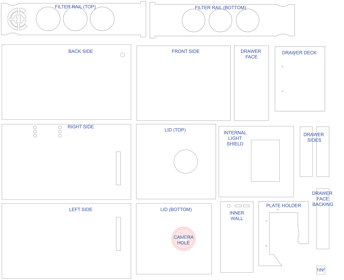 FILTER RAIL (TOP)
FILTER RAIL (BOTTOM)
BACK SIDE
FRONT SIDE
DRAWER
FACE
DRAWER DECK
RIGHT SIDE
LID (TOP)
INTERNAL
LIGHT
SHIELD
DRAWER
SIDES
LEFT SIDE
LID (BOTTOM)
CAMERA
HOLE
INNER
WALL
PLATE HOLDER
DRAWER
FACE
BACKING